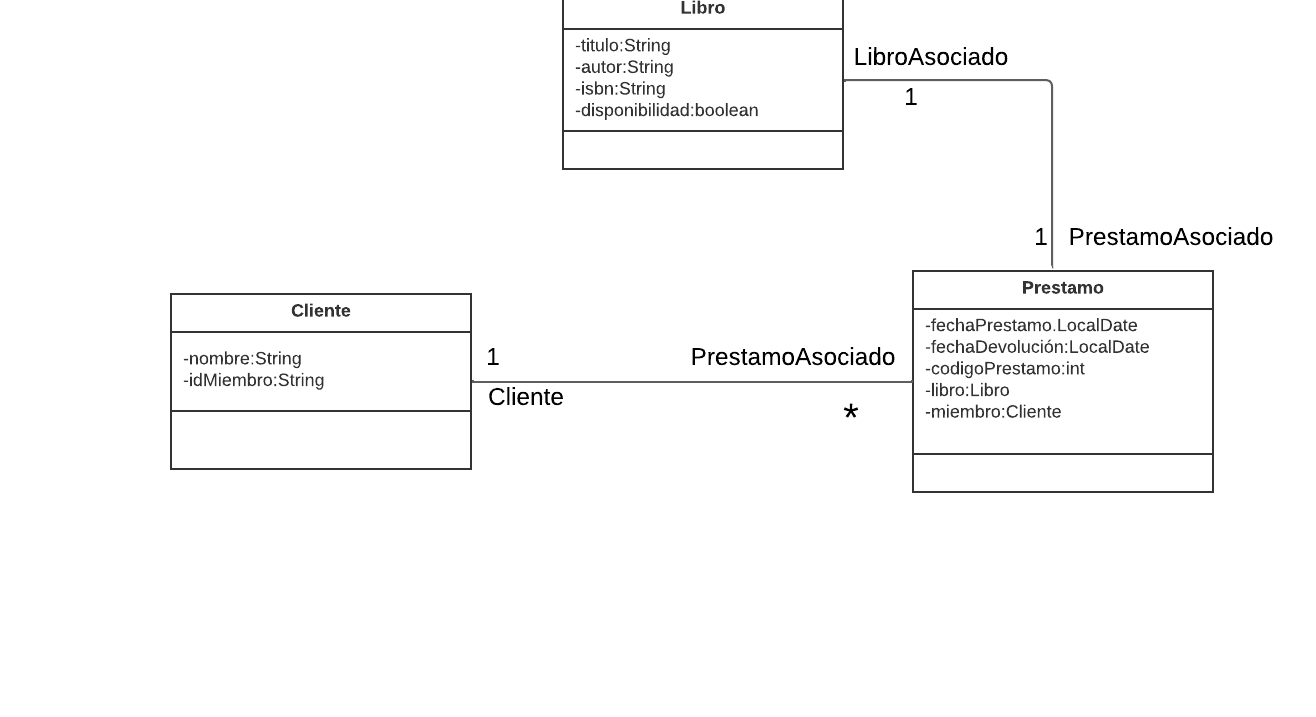 Libro
-titulo:String
-autor:String
-isbn:String
-disponibilidad:boolean
LibroAsociado
1
1 PrestamoAsociado
Cliente
-nombre:String
-idMiembro:String
1
Cliente
PrestamoAsociado
*
Prestamo
-fechaPrestamo.LocalDate
-fechaDevolución:LocalDate
-codigoPrestamo:int
-libro:Libro
-miembro:Cliente